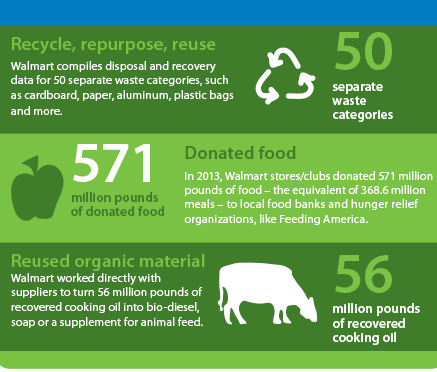 Recycle, repurpose, reuse
Walmart compiles disposal and recovery
data for 50 separate waste categories, such
as cardboard, paper, aluminum, plastic bags
and more.
50
separate
waste
categories
571
million pounds
of donated food
Donated food
In 2013, Walmart stores/clubs donated 571 million
pounds of food – the equivalent of 368.6 million
meals – to local food banks and hunger relief
organizations, like Feeding America.
Reused organic material
Walmart worked directly with
suppliers to turn 56 million pounds of
recovered cooking oil into bio-diesel,
soap or a supplement for animal feed.
56
million pounds
of recovered
cooking oil